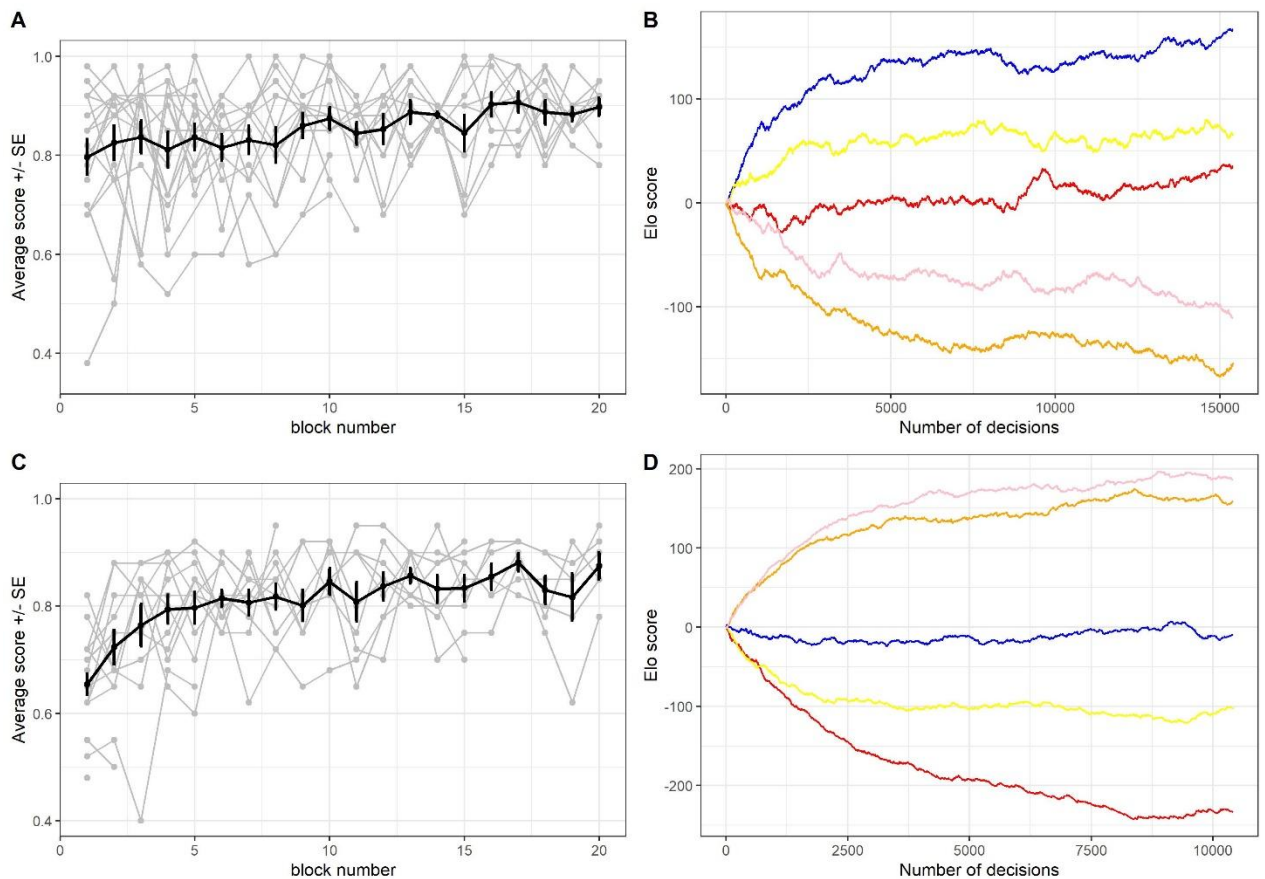 A
1.0
0.8
0.6
0.4
Average score +/- SE
0
5
10
15
20
block number
B
100
0
-100
Elo score
0
5000
10000
15000
Number of decisions
C
1.0
0.8
0.6
0.4
Average score +/- SE
0
5
10
15
20
block number
D
200
100
0
-100
-200
Elo score
0
2500
5000
7500
10000
Number of decisions